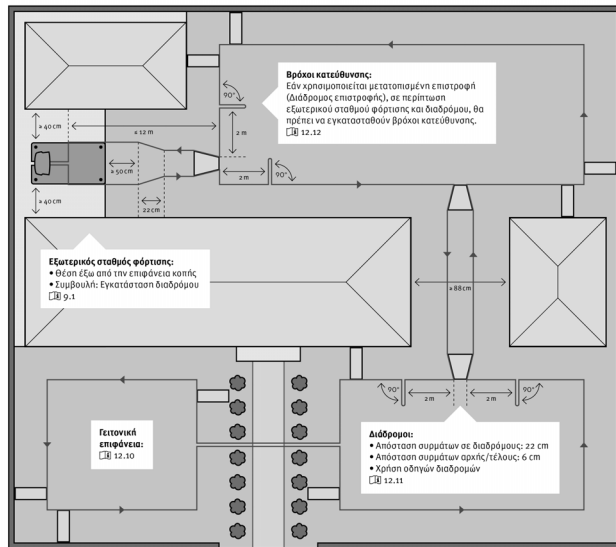 Βρόχοι κατεύθυνσης:
Εάν χρησιμοποιείται μετατοπισμένη επιστροφή
(Διάδρομος επιστροφής), σε περίπτωση
εξωτερικού σταθμού φόρτισης και διαδρόμου, θα
πρέπει να εγκατασταθούν βρόχοι κατεύθυνσης.
12.12
90°
≥ 40 cm
≤ 12 m
2 m
≥ 50 cm
2 m
90°
22 cm
≥ 40 cm
Εξωτερικός σταθμός φόρτισης:
• Θέση έξω από την επιφάνεια κοπής
• Συμβουλή: Εγκατάσταση διαδρόμου
9.1
≥ 88 cm
90°
2 m
2 m
90°
Γειτονική
επιφάνεια:
12.10
Διάδρομοι:
• Απόσταση συρμάτων σε διαδρόμους: 22 cm
• Απόσταση συρμάτων αρχής/τέλους: 6 cm
• Χρήση οδηγών διαδρομών
12.11